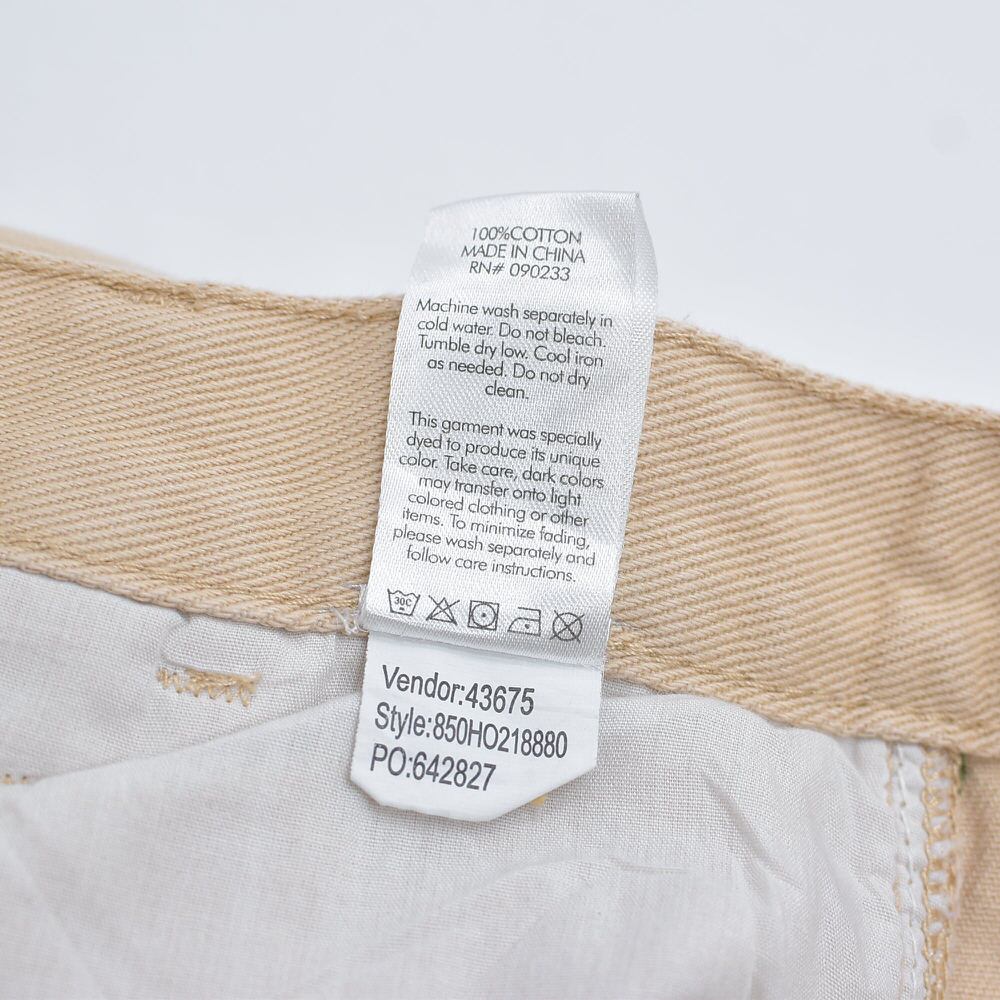 100%COTTON
MADE IN CHINA
RN# 090233
Machine wash separately in
cold water. Do not bleach.
Tumble dry low. Cool iron
as needed. Do not dry
clean.
This garment was specially
dyed to produce its unique
color. Take care, dark colors
may transfer onto light
colored clothing or other
items. To minimize fading,
please wash separately and
follow care instructions.
30C
Vendor:43675
Style:850HO218880
PO:642827